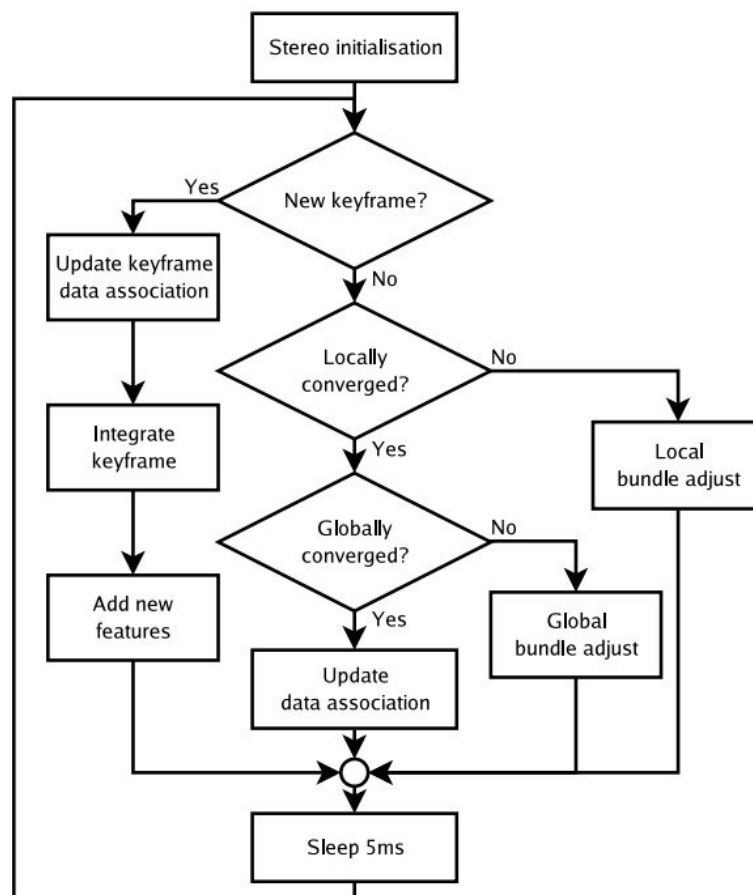 Stereo initialisation
New keyframe?
Yes
No
Update keyframe
data association
Locally
converged?
No
Yes
Integrate
keyframe
Local
bundle adjust
Globally
converged?
No
Yes
Add new
features
Global
bundle adjust
Update
data association
Sleep 5ms